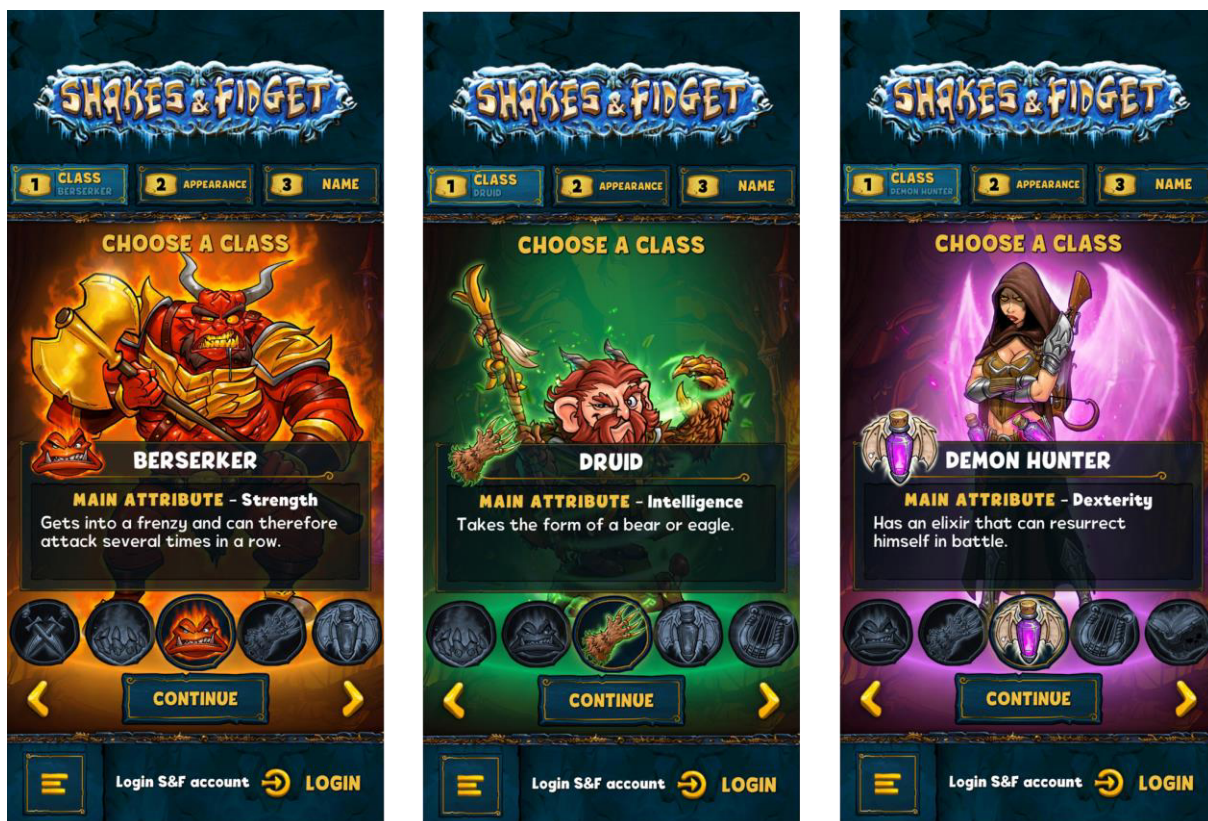 SHAKES & FIDGET
1 CLASS
BERSERKER
2 APPEARANCE
3 NAME
CHOOSE A CLASS
BERSERKER
MAIN ATTRIBUTE - Strength
Gets into a frenzy and can therefore
attack several times in a row.
CONTINUE
Login S&F account LOGIN
SHAKES & FIDGET
1 CLASS
DRUID
2 APPEARANCE
3 NAME
CHOOSE A CLASS
DRUID
MAIN ATTRIBUTE - Intelligence
Takes the form of a bear or eagle.
CONTINUE
Login S&F account LOGIN
SHAKES & FIDGET
1 CLASS
DEMON HUNTER
2 APPEARANCE
3 NAME
CHOOSE A CLASS
DEMON HUNTER
MAIN ATTRIBUTE - Dexterity
Has an elixir that can resurrect
himself in battle.
CONTINUE
Login S&F account LOGIN